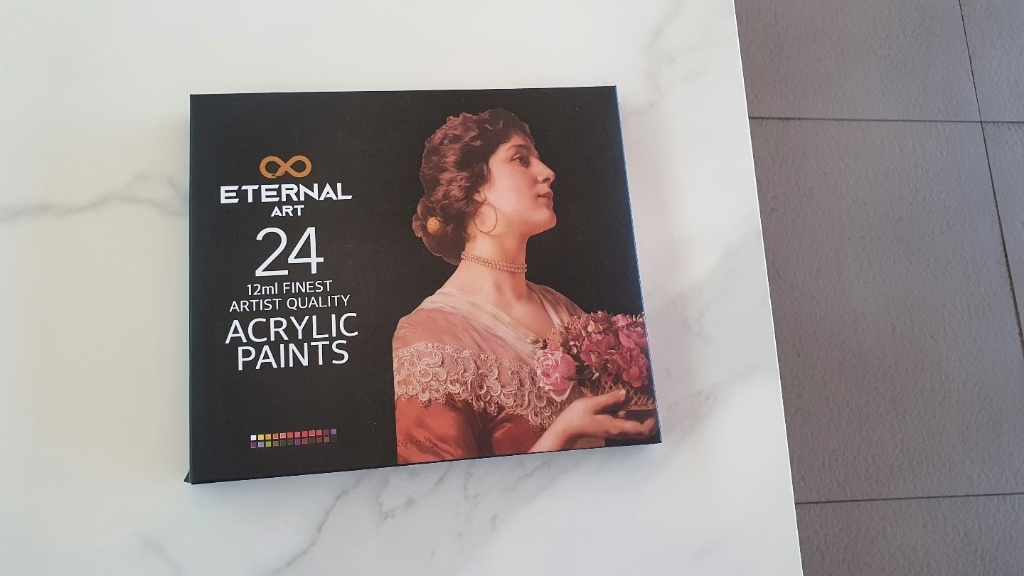 ETERNAL
ART
24
12ml FINEST
ARTIST QUALITY
ACRYLIC
PAINTS